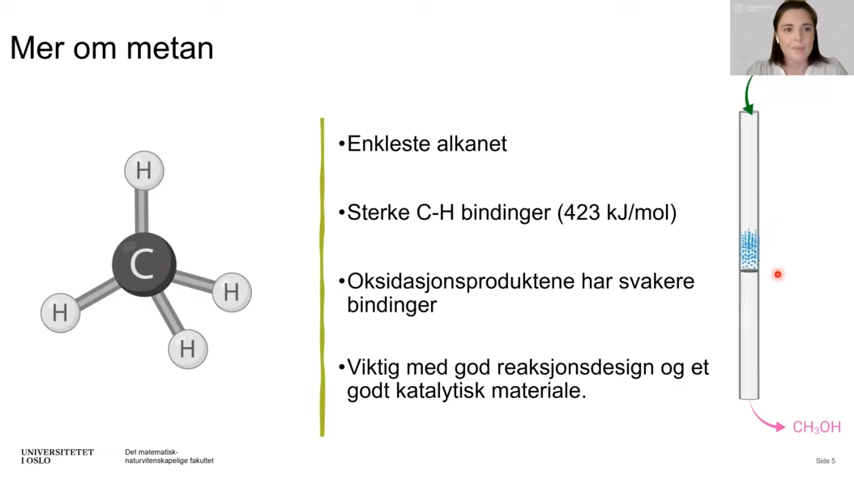 Mer om metan
H
C
H
H
H
•Enkleste alkanet
•Sterke C-H bindinger (423 kJ/mol)
•Oksidasjonsproduktene har svakere
bindinger
•Viktig med god reaksjonsdesign og et
godt katalytisk materiale.
CH₃OH
UNIVERSITETET
I OSLO
Det matematisk-
naturvitenskapelige fakultet
Side 5